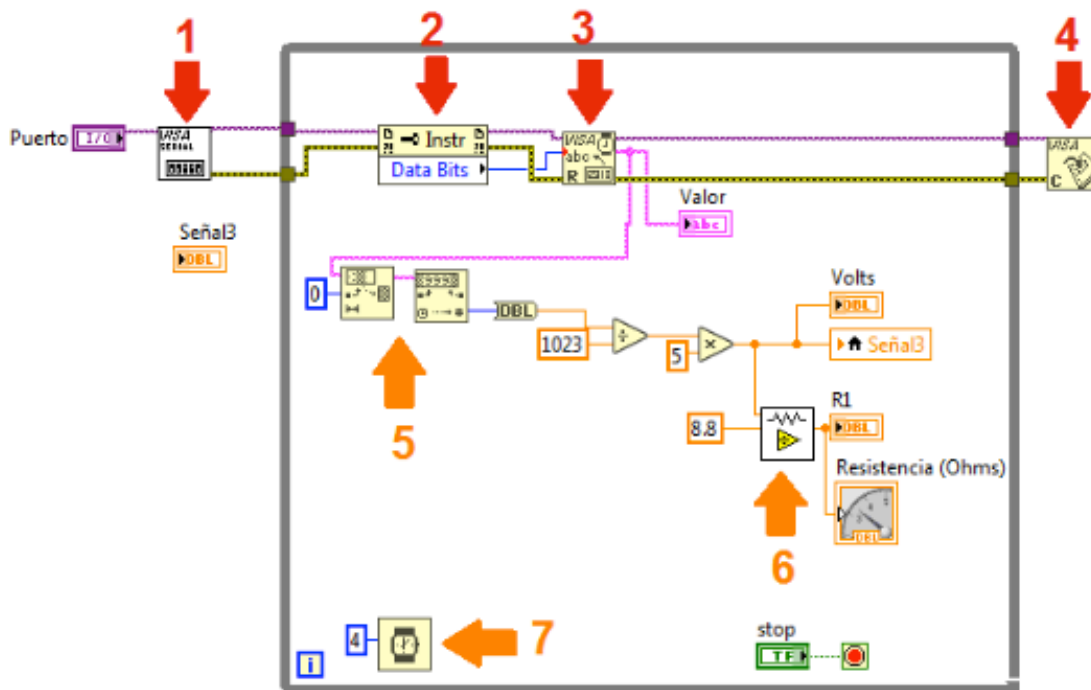 1
2
3
4
Puerto
I/O
VISA
SERIAL
Instr
Data Bits
VISA
abc
R
VISA
C
Señal3
DBL
Valor
abc
0
DBL
1023
5
Volts
DBL
Señal3
5
8.8
R1
DBL
Resistencia (Ohms)
DBL
6
i
4
7
stop
TF